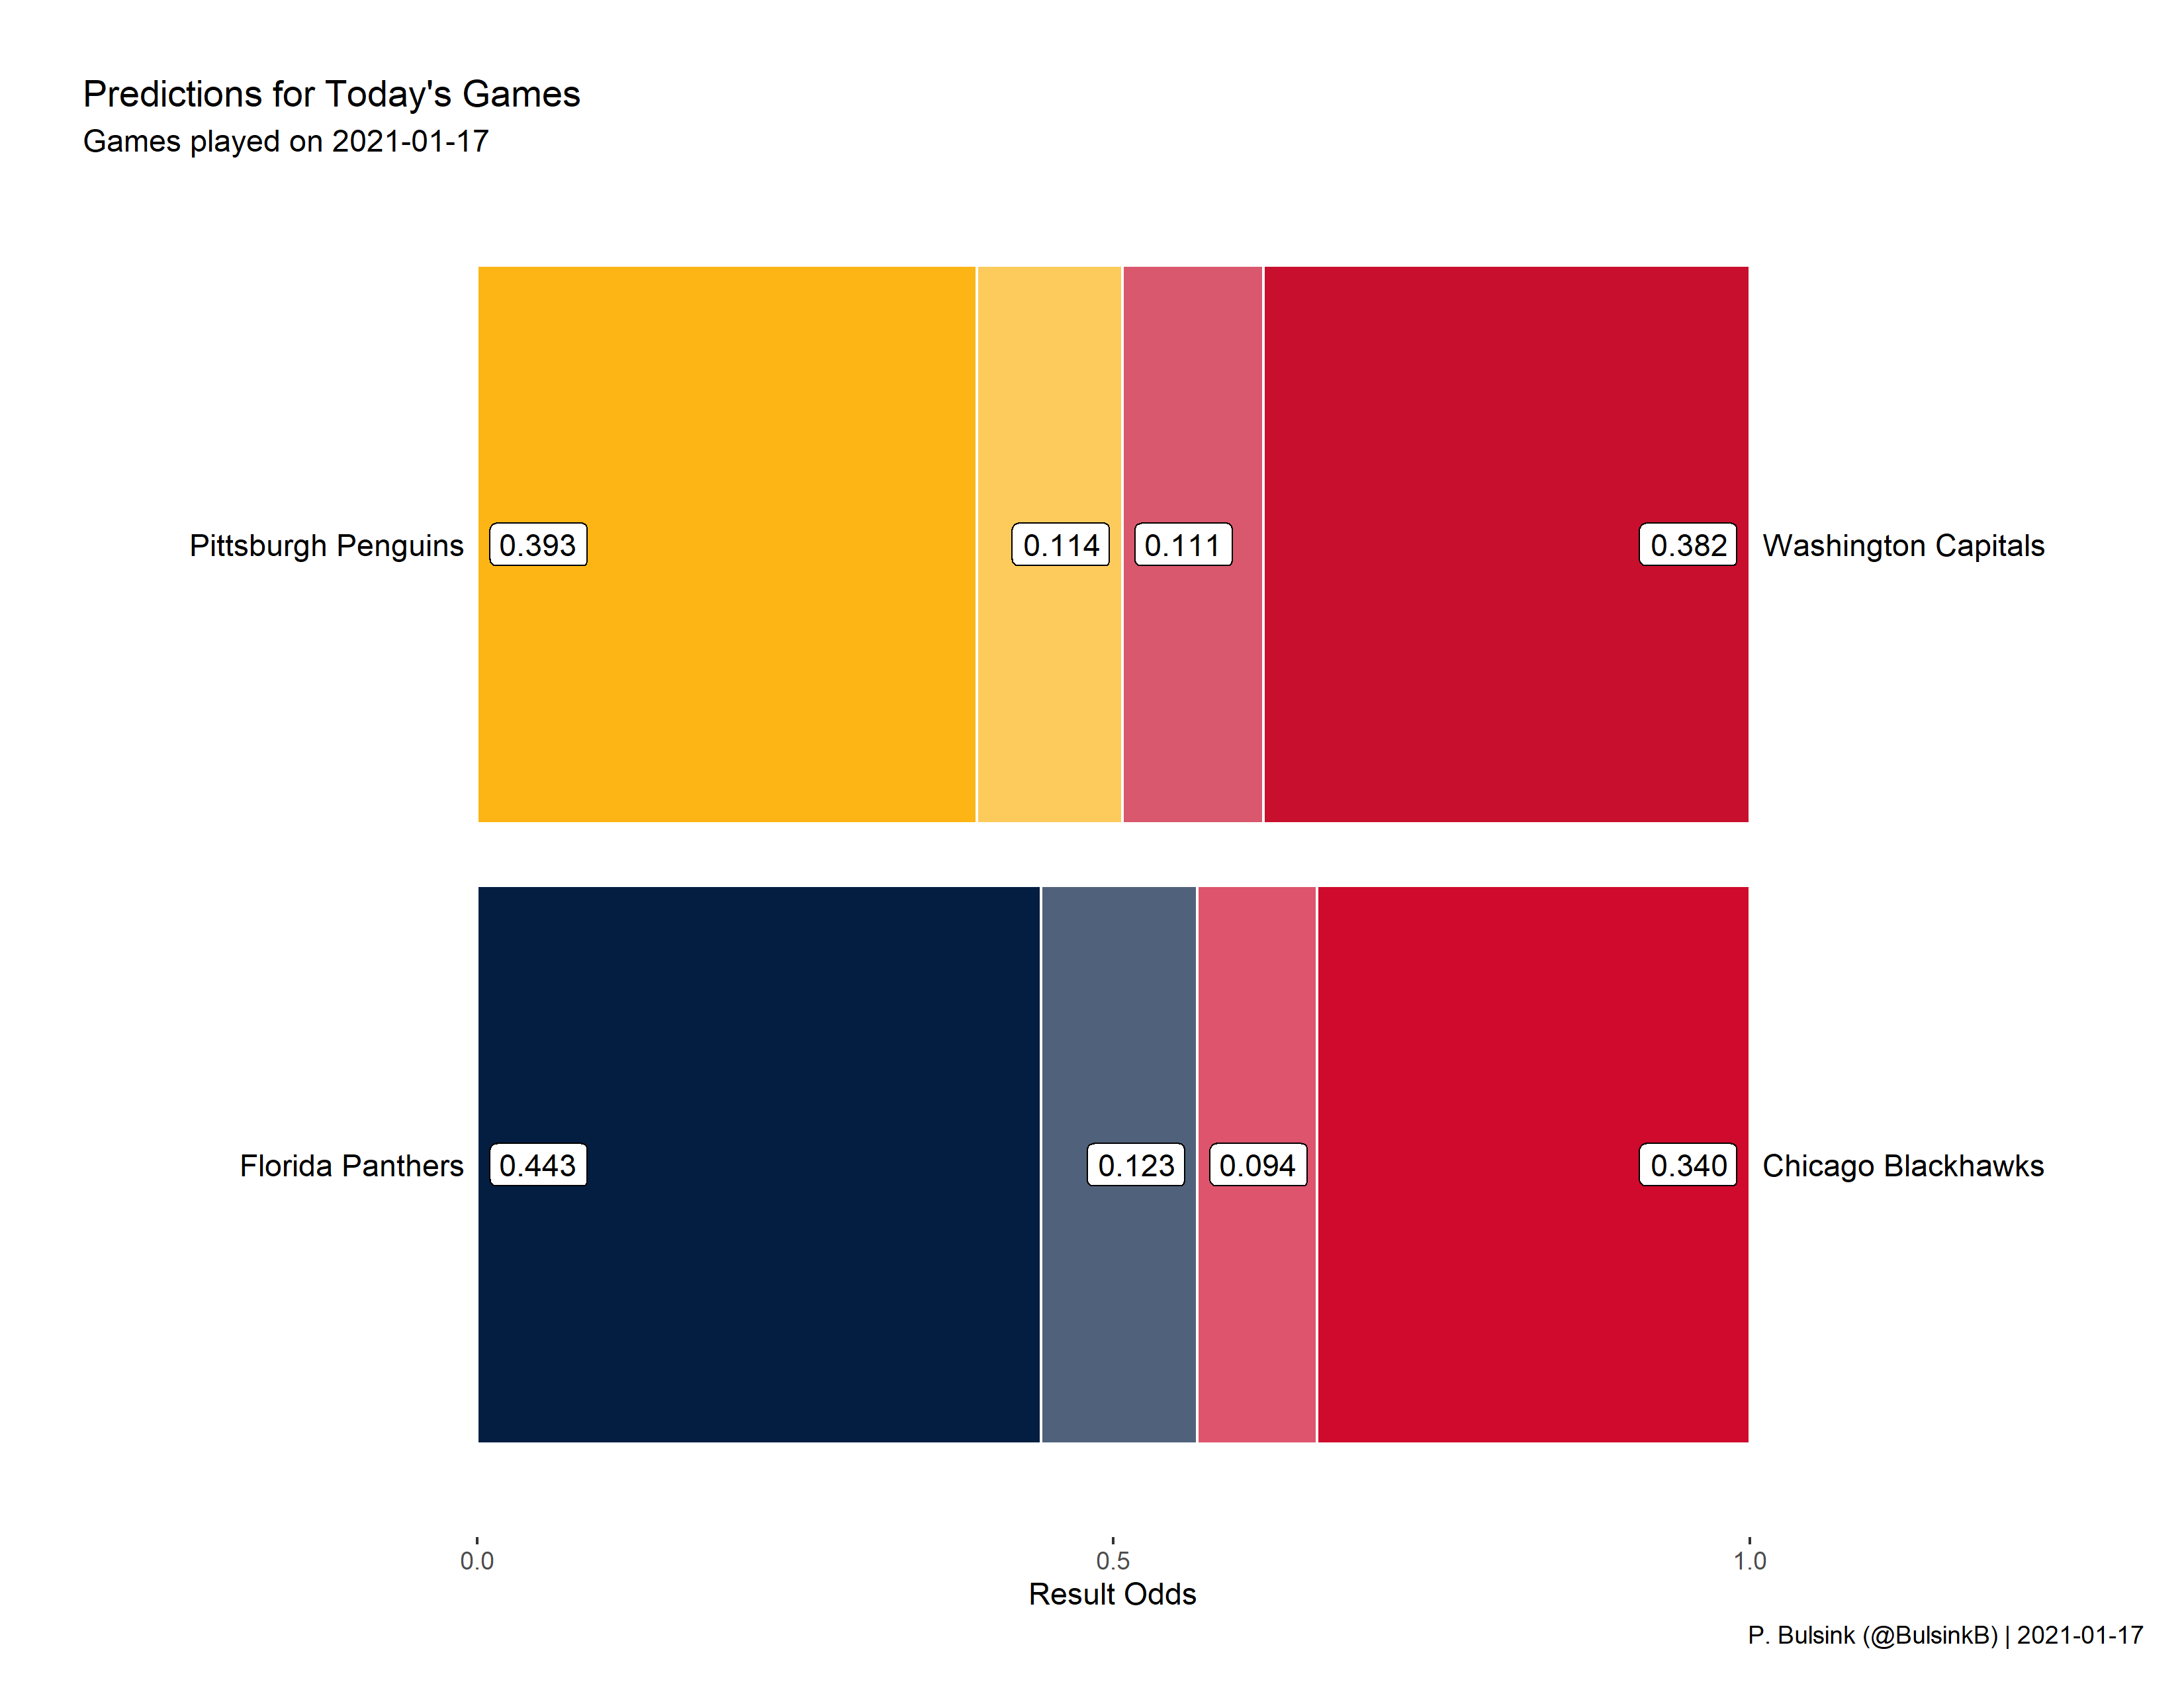 Predictions for Today's Games
Games played on 2021-01-17
Pittsburgh Penguins 0.393 0.114 0.111 0.382 Washington Capitals
Florida Panthers 0.443 0.123 0.094 0.340 Chicago Blackhawks
0.0 0.5 1.0
Result Odds
P. Bulsink (@BulsinkB) | 2021-01-17